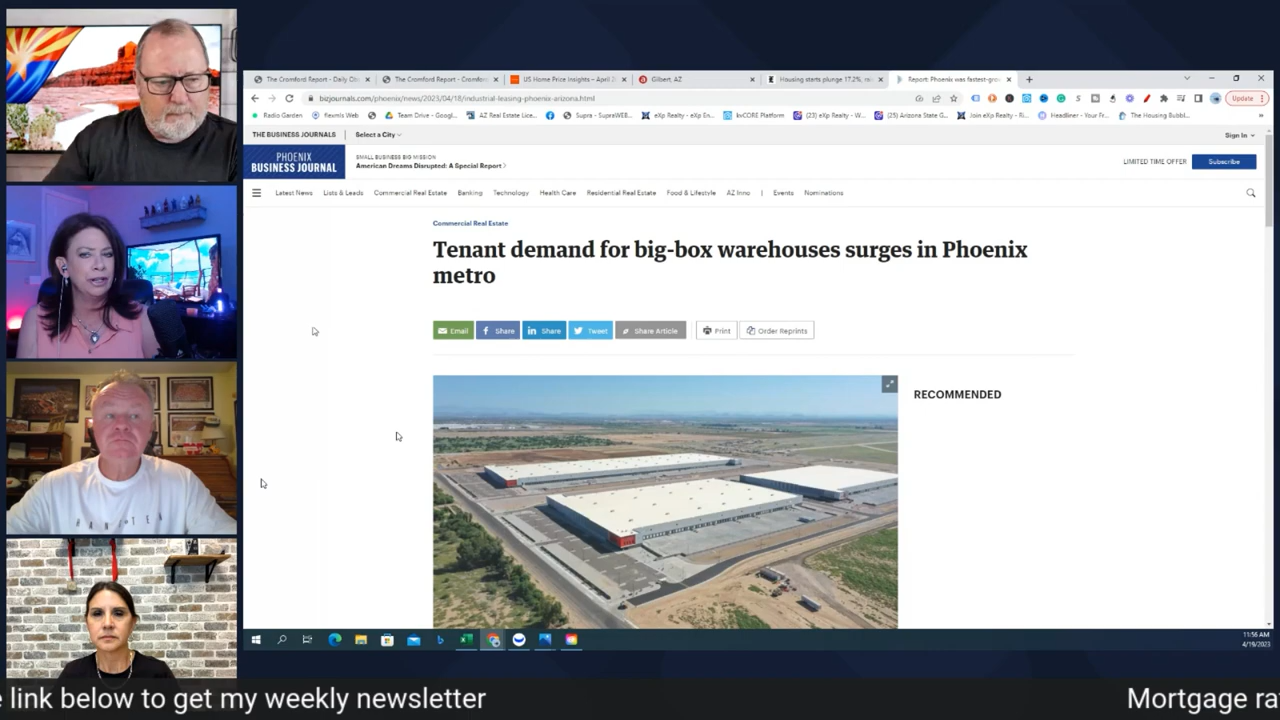 The Cromford Report - Daily Ob
The Cromford Report - Cromford
US Home Price Insights - April 2
Gilbert, AZ
Housing starts plunge 17.2%, rai
Report: Phoenix was fastest-grow
bizjournals.com/phoenix/news/2023/04/18/industrial-leasing-phoenix-arizona.html
Update
Radio Garden
Revmls Web
Team Drive - Googl...
AZ Real Estate Lice...
Supra - SupraWEB...
eXp Realty - eXp En...
kvCORE Platform
(23) eXp Realty - W...
(25) Arizona State G...
Join eXp Realty - Ri...
Headliner - Your Fr...
The Housing Bubbl...
THE BUSINESS JOURNALS
Select a City
Sign In
PHOENIX
BUSINESS JOURNAL
SMALL BUSINESS BIG MISSION
American Dreams Disrupted: A Special Report
LIMITED TIME OFFER
Subscribe
Latest News Lists & Leads Commercial Real Estate Banking Technology Health Care Residential Real Estate Food & Lifestyle AZ Inno | Events Nominations
Commercial Real Estate
Tenant demand for big-box warehouses surges in Phoenix
metro
Email Share Share Tweet Share Article Print Order Reprints
RECOMMENDED
11:56 AM
4/19/2023
link below to get my weekly newsletter
Mortgage ra